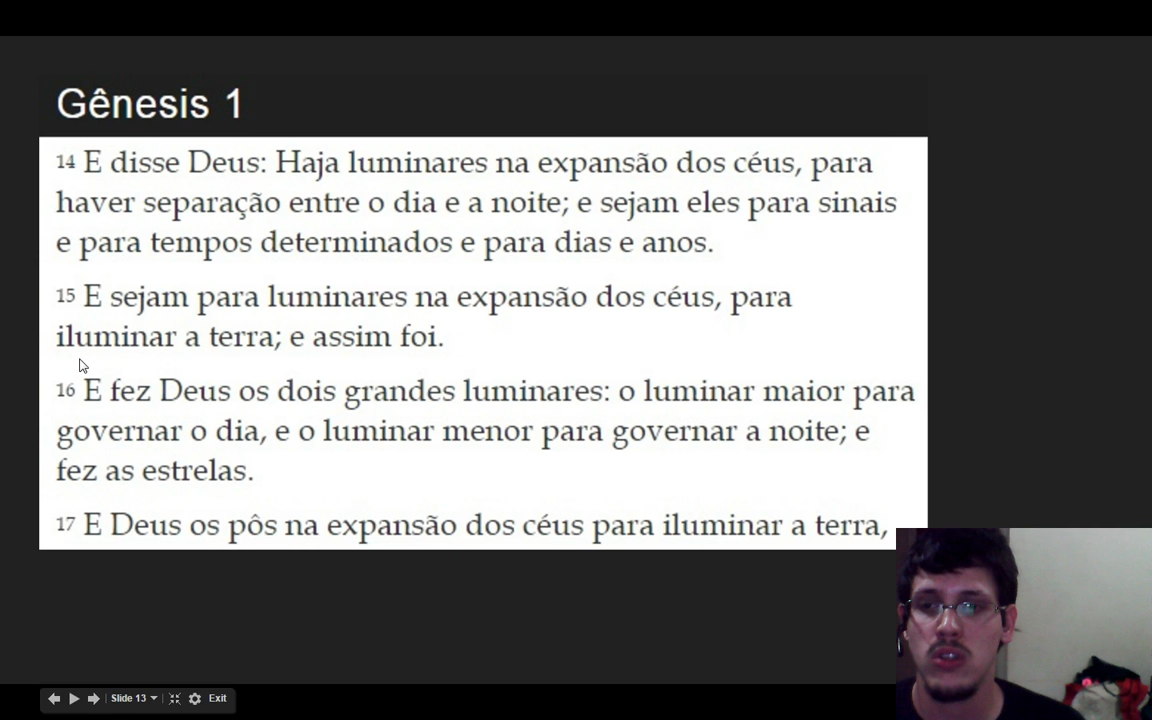 Gênesis 1
14 E disse Deus: Haja luminares na expansão dos céus, para
haver separação entre o dia e a noite; e sejam eles para sinais
e para tempos determinados e para dias e anos.
15 E sejam para luminares na expansão dos céus, para
iluminar a terra; e assim foi.
16 E fez Deus os dois grandes luminares: o luminar maior para
governar o dia, e o luminar menor para governar a noite; e
fez as estrelas.
17 E Deus os pôs na expansão dos céus para iluminar a terra,
Slide 13 Exit